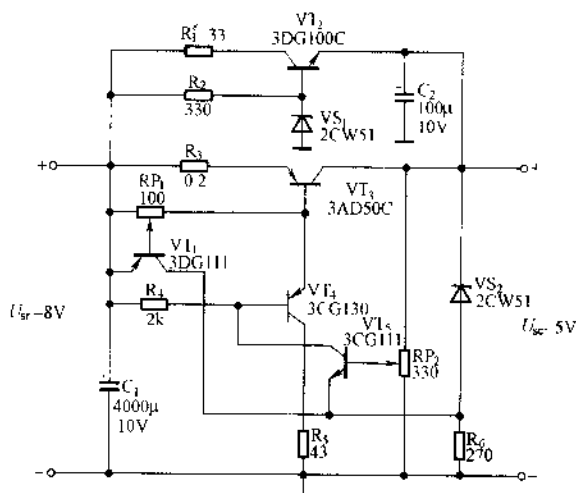 VT₂
3DG100C
R₁ 33
R₂
330
C₂
100μ
10V
VS₁
2CW51
+
R₃
0.2
RP₁
100
VT₃
3AD50C
VT₁
3DG111
VT₄
3CG130
VS₂
2CW51
R₄
2k
VT₅
3CG111
Usr-8V
Usc-5V
RP₂
330
C₁
4000μ
10V
R₅
43
R₆
270
-
-